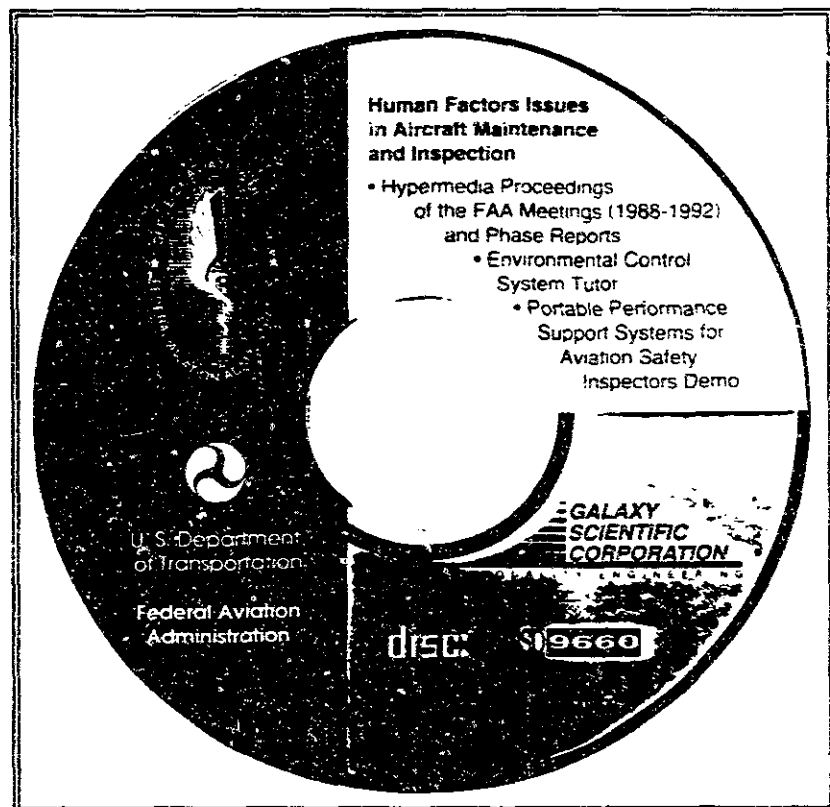 Human Factors Issues
in Aircraft Maintenance
and Inspection
• Hypermedia Proceedings
of the FAA Meetings (1988-1992)
and Phase Reports
• Environmental Control
System Tutor
• Portable Performance
Support Systems for
Aviation Safety
Inspectors Demo
U.S. Department
of Transportation
Federal Aviation
Administration
GALAXY
SCIENTIFIC
CORPORATION
QUALITY ENGINEERING
disc:
9660